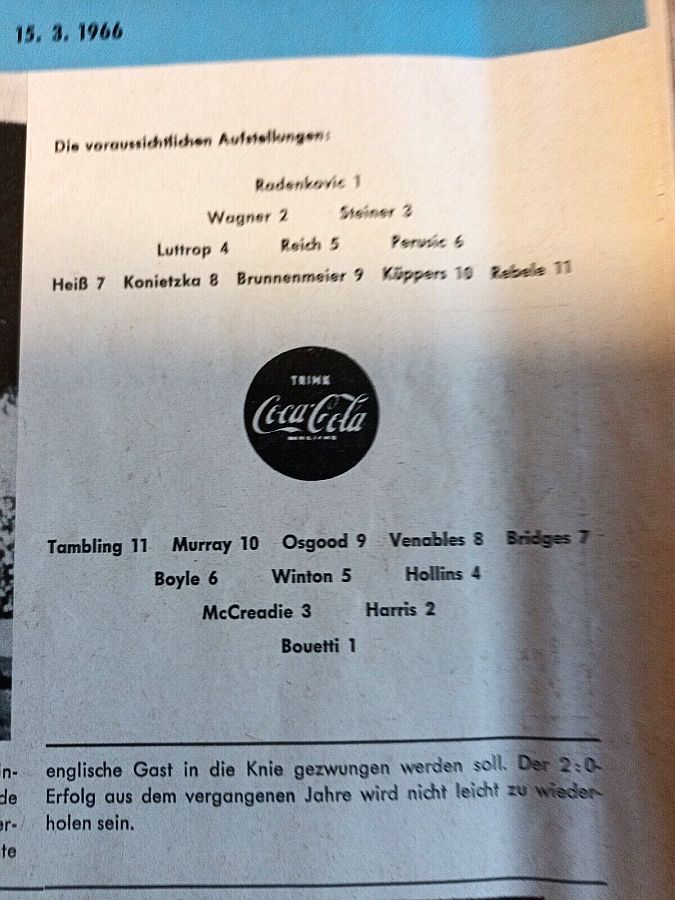 15. 3. 1966
Die voraussichtlichen Aufstellungen:
Radenkovic 1
Wagner 2 Steiner 3
Luttrop 4 Reich 5 Perusic 6
Heiß 7 Konietzka 8 Brunnenmeier 9 Küppers 10 Rebele 11
TRINK
Coca-Cola
Tambling 11 Murray 10 Osgood 9 Venables 8 Bridges 7
Boyle 6 Winton 5 Hollins 4
McCreadie 3 Harris 2
Bouetti 1
in-
de
er-
te
englische Gast in die Knie gezwungen werden soll. Der 2:0-
Erfolg aus dem vergangenen Jahre wird nicht leicht zu wieder-
holen sein.